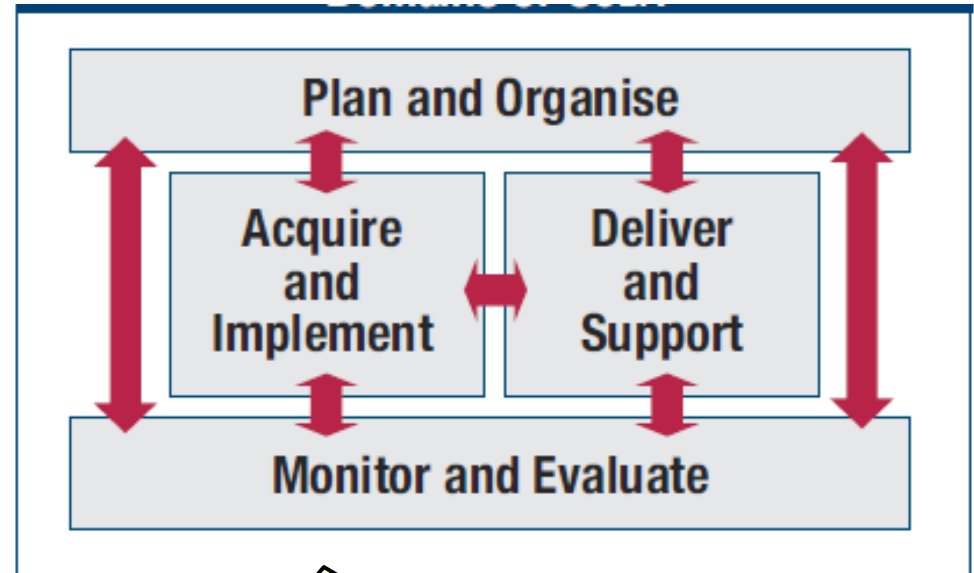 Plan and Organise
Acquire
and
Implement
Deliver
and
Support
Monitor and Evaluate